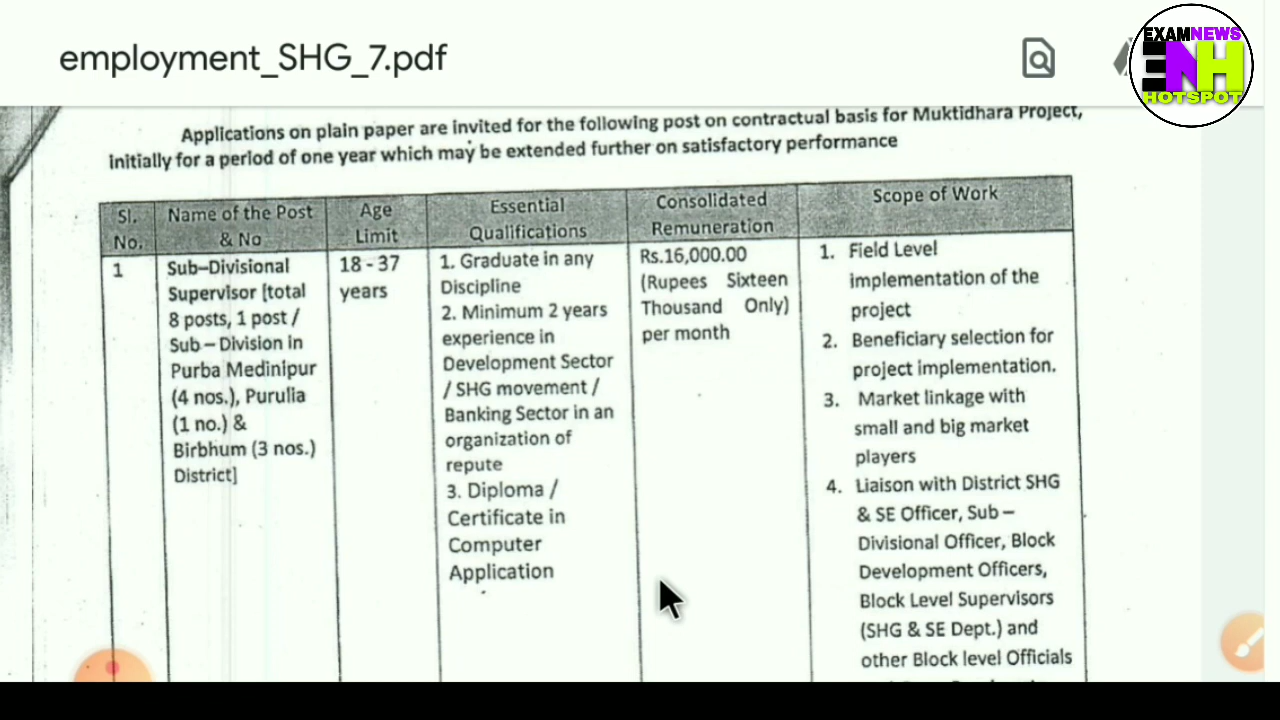 employment_SHG_7.pdf
EXAMNEWS
ENH
HOTSPOT
Applications on plain paper are invited for the following post on contractual basis for Muktidhara Project,
initially for a period of one year which may be extended further on satisfactory performance
Sl.
No.
Name of the Post
& No
Age
Limit
Essential
Qualifications
Consolidated
Remuneration
Scope of Work
1
Sub–Divisional
Supervisor [total
8 posts, 1 post /
Sub – Division in
Purba Medinipur
(4 nos.), Purulia
(1 no.) &
Birbhum (3 nos.)
District]
18 - 37
years
1. Graduate in any
Discipline
2. Minimum 2 years
experience in
Development Sector
/ SHG movement /
Banking Sector in an
organization of
repute
3. Diploma /
Certificate in
Computer
Application
Rs.16,000.00
(Rupees Sixteen
Thousand Only)
per month
1. Field Level
implementation of the
project
2. Beneficiary selection for
project implementation.
3. Market linkage with
small and big market
players
4. Liaison with District SHG
& SE Officer, Sub –
Divisional Officer, Block
Development Officers,
Block Level Supervisors
(SHG & SE Dept.) and
other Block level Officials